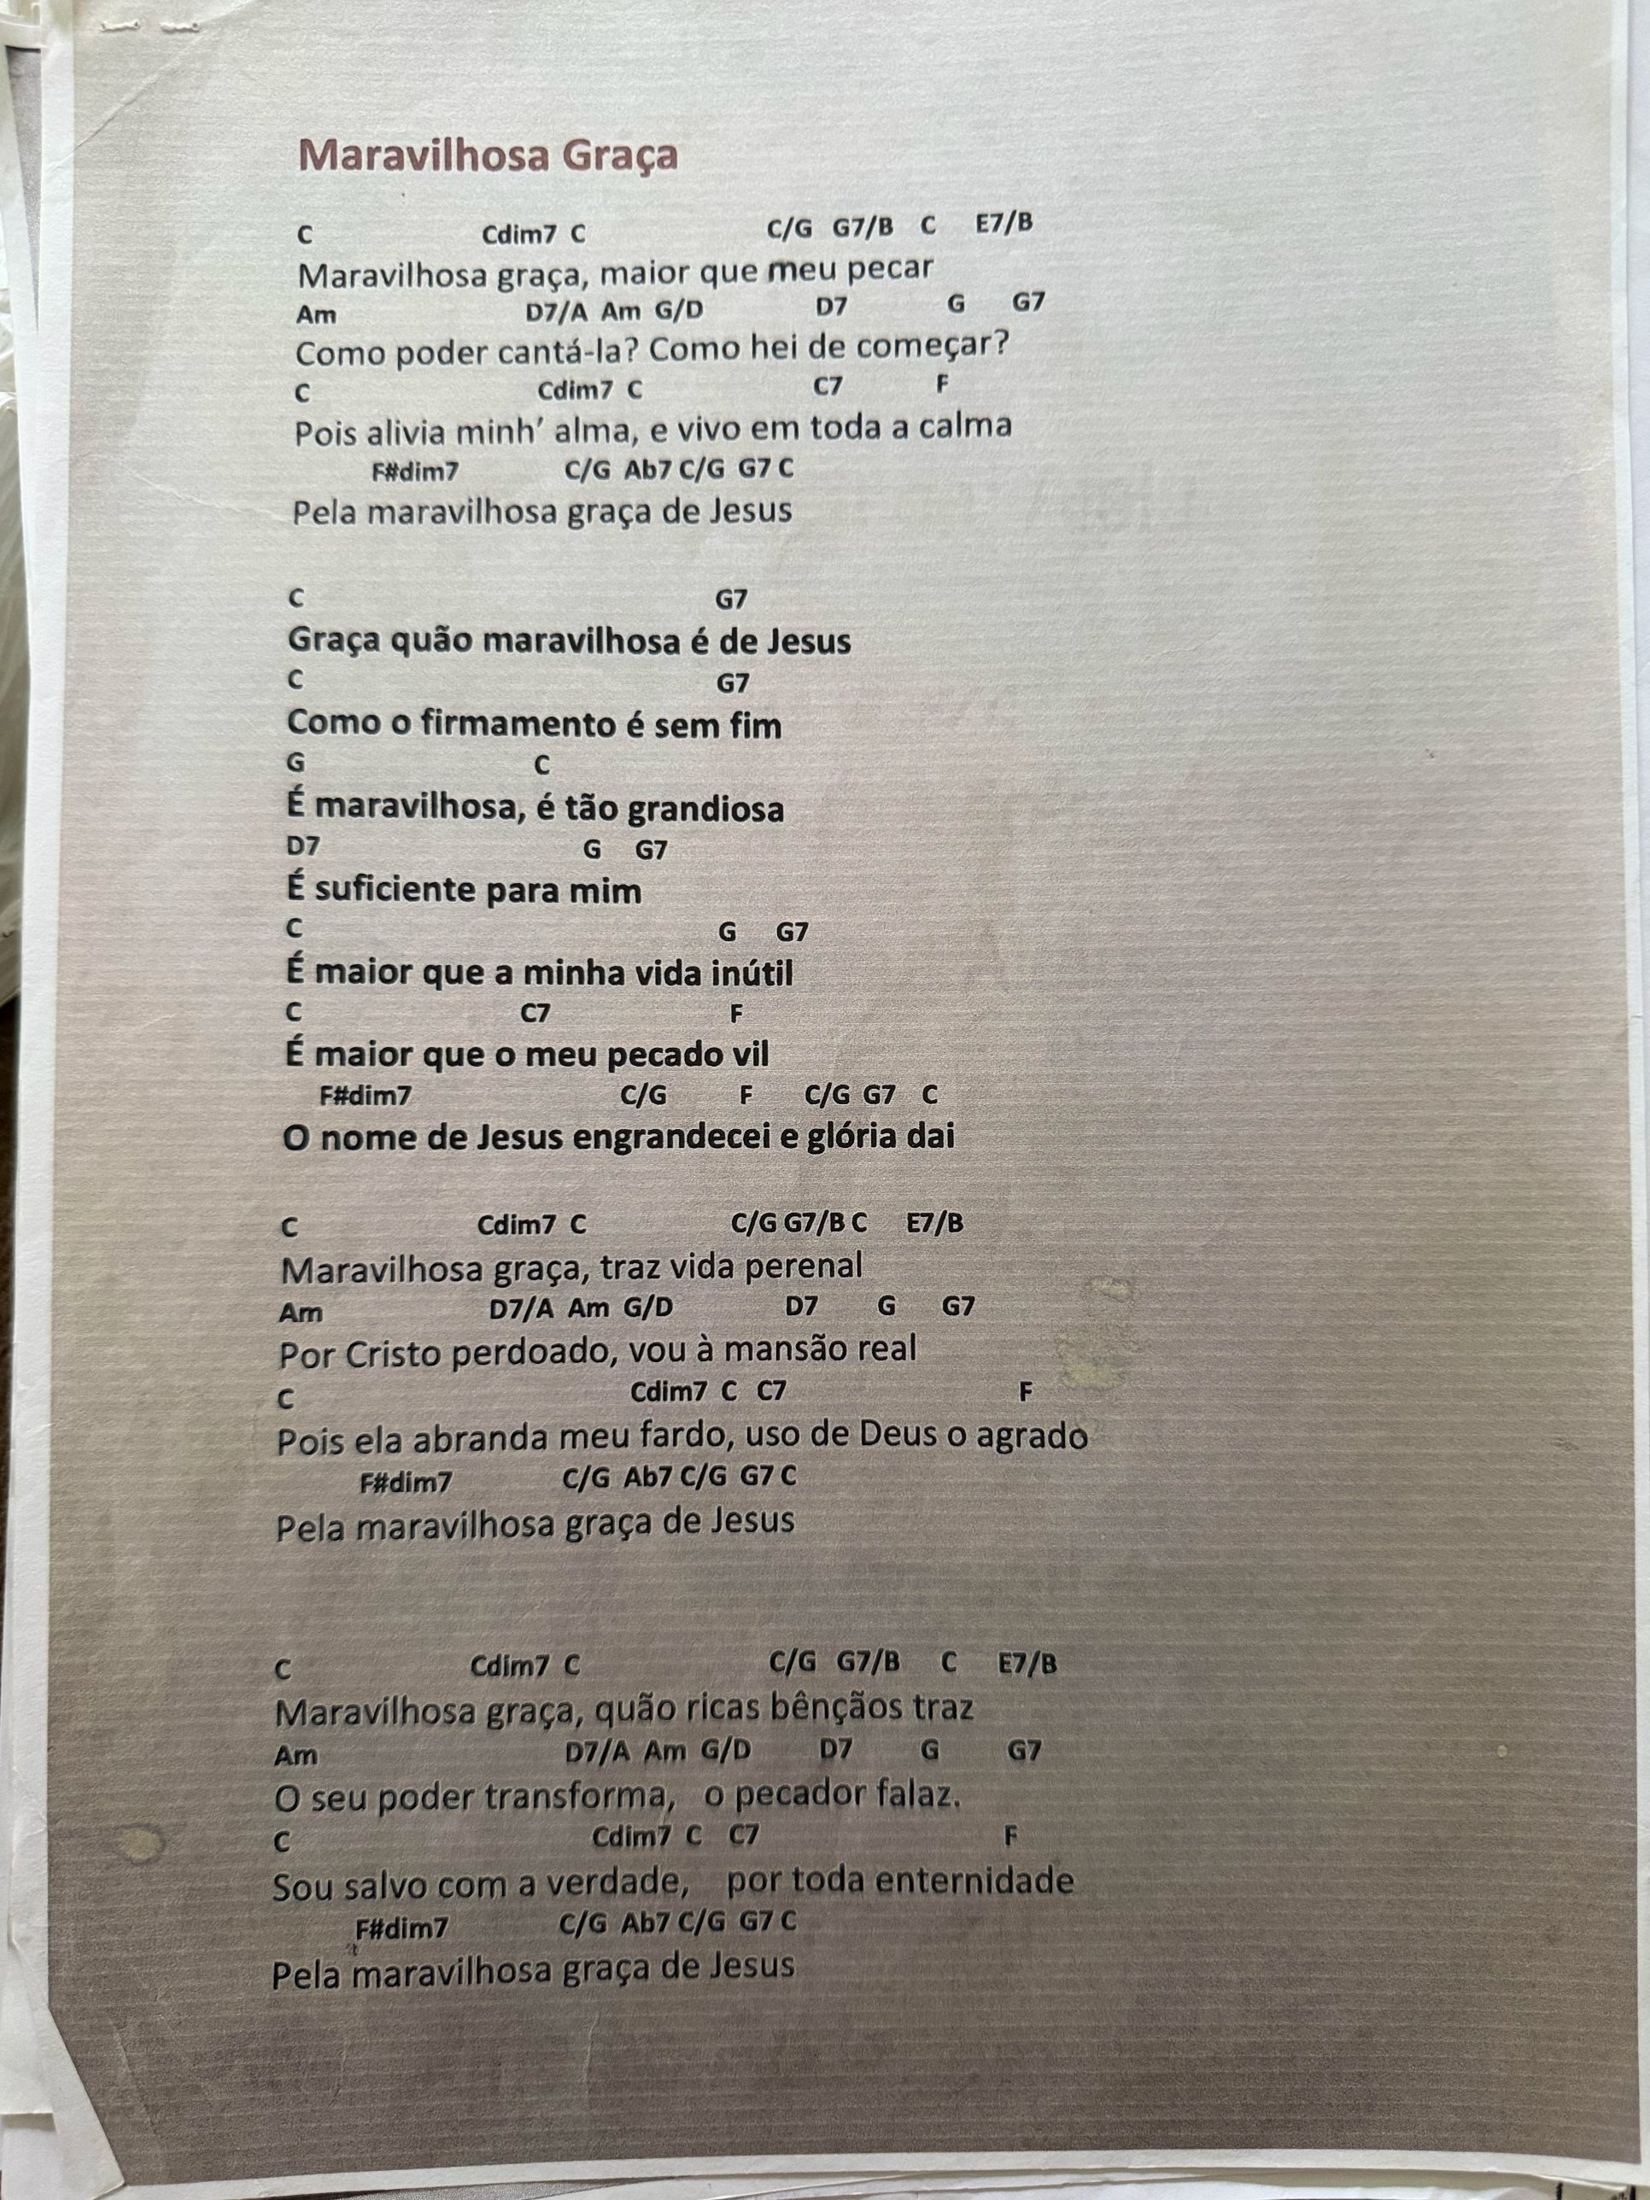 Maravilhosa Graça
C Cdim7 C C/G G7/B C E7/B
Maravilhosa graça, maior que meu pecar
Am D7/A Am G/D D7 G G7
Como poder cantá-la? Como hei de começar?
C Cdim7 C C7 F
Pois alivia minh' alma, e vivo em toda a calma
F#dim7 C/G Ab7 C/G G7 C
Pela maravilhosa graça de Jesus
C G7
Graça quão maravilhosa é de Jesus
C G7
Como o firmamento é sem fim
G C
É maravilhosa, é tão grandiosa
D7 G G7
É suficiente para mim
C G G7
É maior que a minha vida inútil
C C7 F
É maior que o meu pecado vil
F#dim7 C/G F C/G G7 C
O nome de Jesus engrandecei e glória dai
C Cdim7 C C/G G7/B C E7/B
Maravilhosa graça, traz vida perenal
Am D7/A Am G/D D7 G G7
Por Cristo perdoado, vou à mansão real
C Cdim7 C C7 F
Pois ela abranda meu fardo, uso de Deus o agrado
F#dim7 C/G Ab7 C/G G7 C
Pela maravilhosa graça de Jesus
C Cdim7 C C/G G7/B C E7/B
Maravilhosa graça, quão ricas bênçãos traz
Am D7/A Am G/D D7 G G7
O seu poder transforma, o pecador falaz.
C Cdim7 C C7 F
Sou salvo com a verdade, por toda enternidade
F#dim7 C/G Ab7 C/G G7 C
Pela maravilhosa graça de Jesus